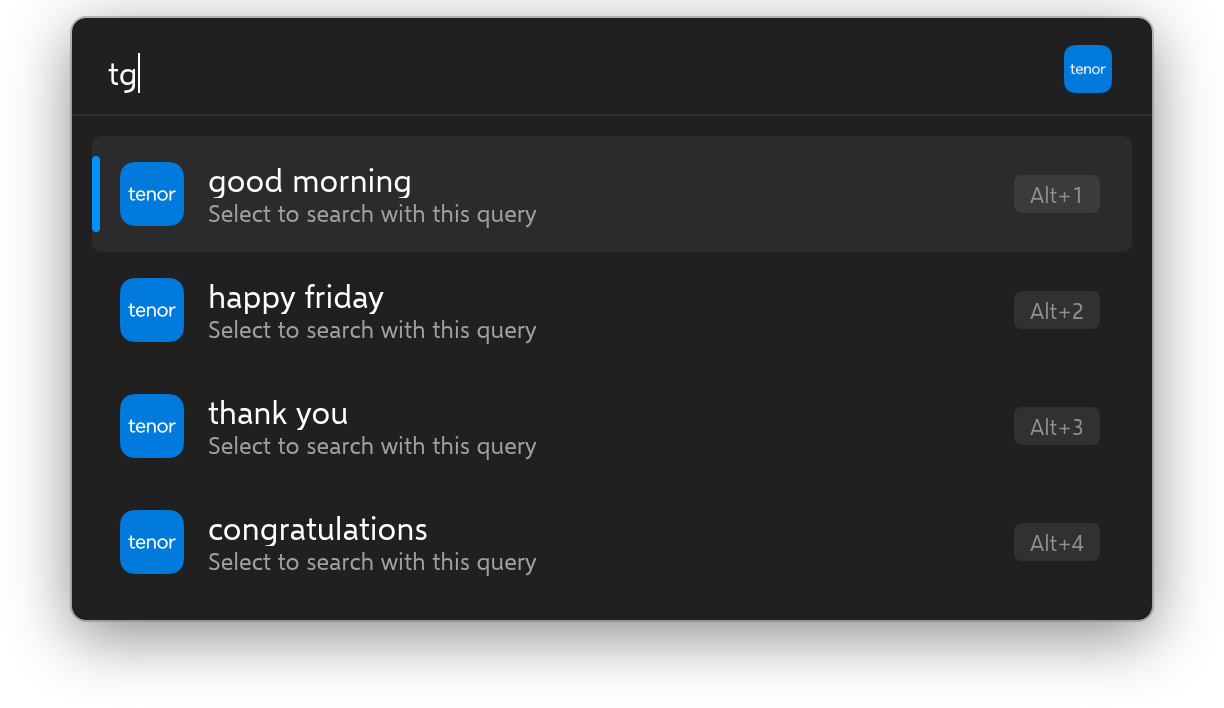 tg
tenor
tenor
good morning
Select to search with this query
Alt+1
tenor
happy friday
Select to search with this query
Alt+2
tenor
thank you
Select to search with this query
Alt+3
tenor
congratulations
Select to search with this query
Alt+4